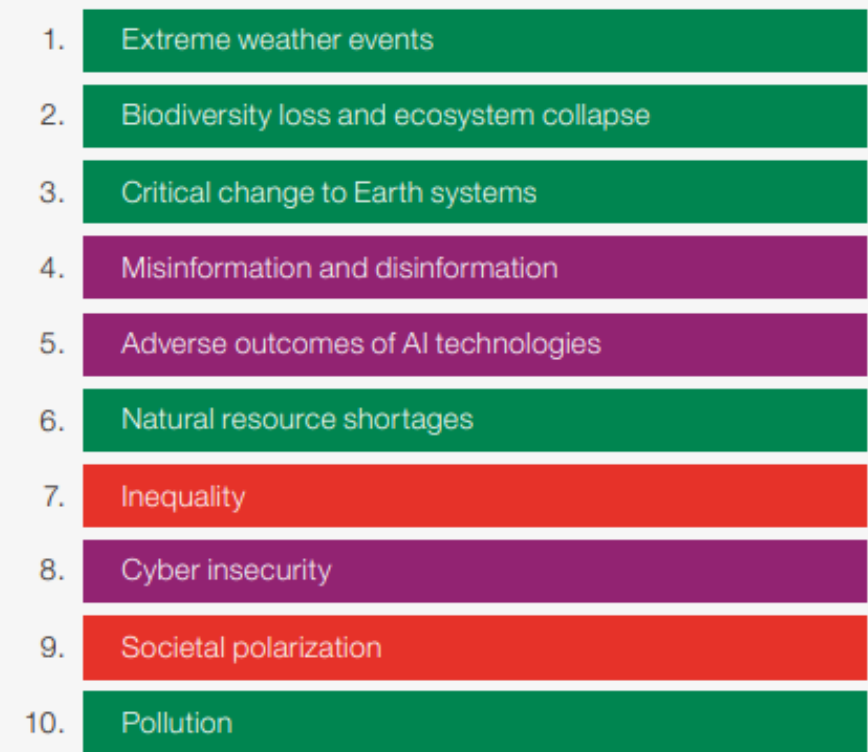 1. Extreme weather events
2. Biodiversity loss and ecosystem collapse
3. Critical change to Earth systems
4. Misinformation and disinformation
5. Adverse outcomes of AI technologies
6. Natural resource shortages
7. Inequality
8. Cyber insecurity
9. Societal polarization
10. Pollution